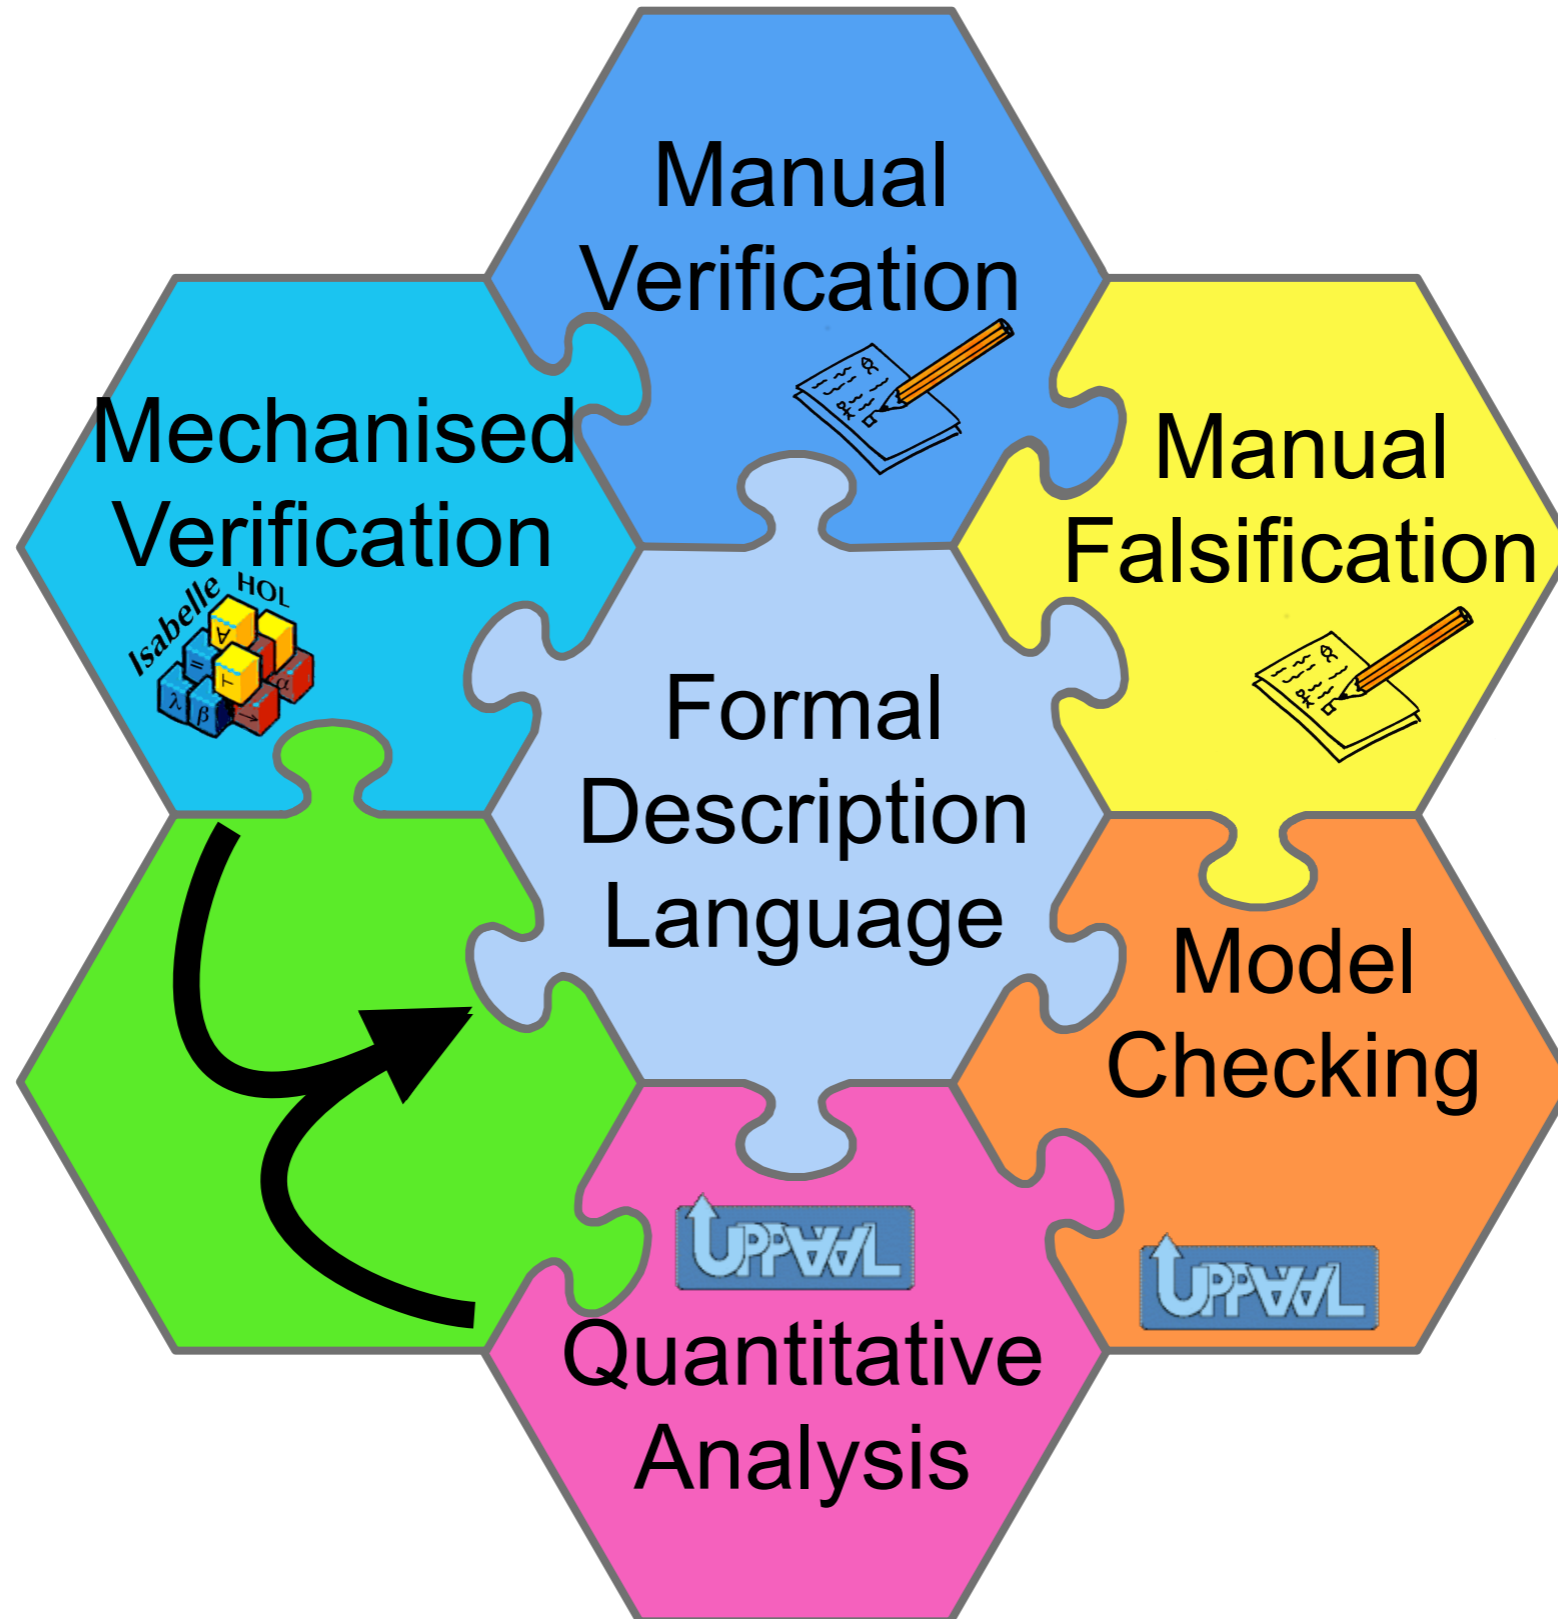 Manual
Verification
Mechanised
Verification
Isabelle
HOL
∀
=
λ
β
→
α
Manual
Falsification
Formal
Description
Language
Model
Checking
UPPAAL
UPPAAL
Quantitative
Analysis